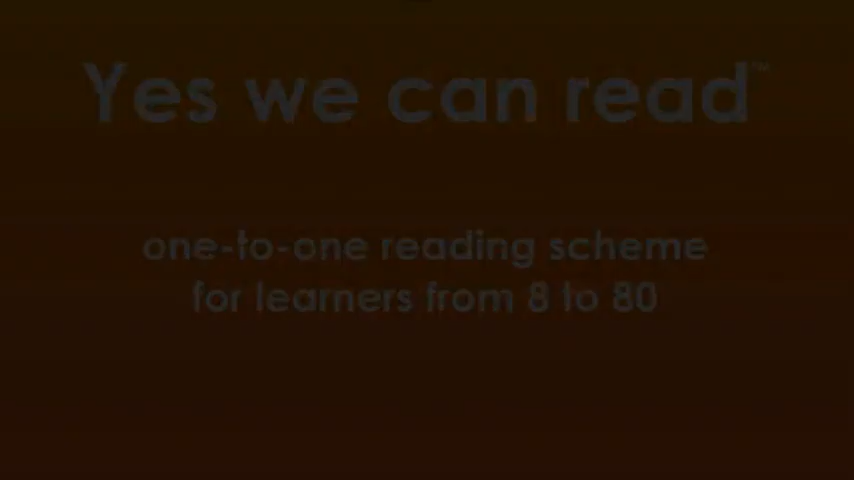 Yes we can read™
one-to-one reading scheme
for learners from 8 to 80